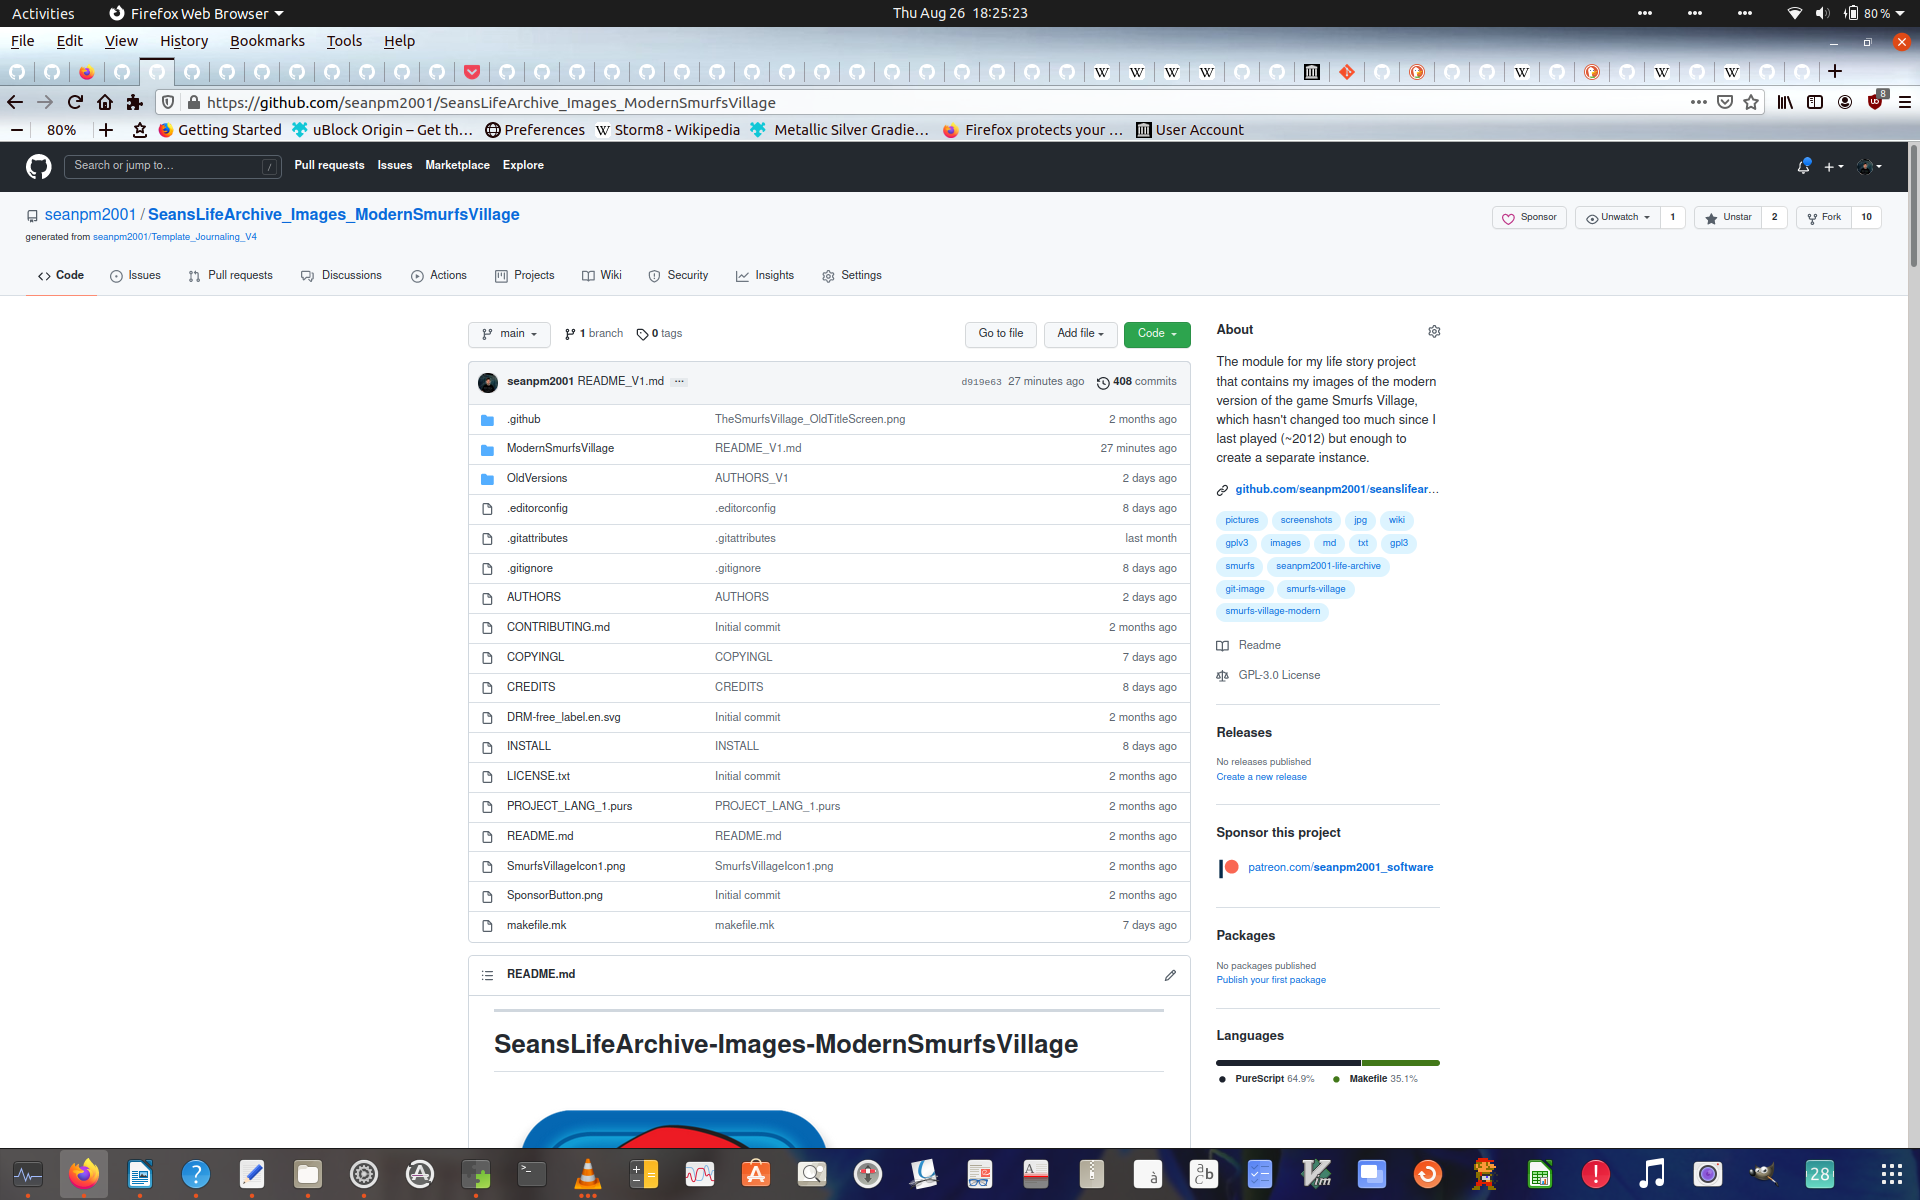 Activities Firefox Web Browser Thu Aug 26 18:25:23 80 %
File Edit View History Bookmarks Tools Help
https://github.com/seanpm2001/SeansLifeArchive_Images_ModernSmurfsVillage 8
80% Getting Started uBlock Origin – Get th… Preferences Storm8 - Wikipedia Metallic Silver Gradie… Firefox protects your … User Account
Search or jump to… / Pull requests Issues Marketplace Explore
seanpm2001 / SeansLifeArchive_Images_ModernSmurfsVillage Sponsor Unwatch 1 Unstar 2 Fork 10
generated from seanpm2001/Template_Journaling_V4
Code Issues Pull requests Discussions Actions Projects Wiki Security Insights Settings
main 1 branch 0 tags Go to file Add file Code
seanpm2001 README_V1.md ... d919e63 27 minutes ago 408 commits
.github TheSmurfsVillage_OldTitleScreen.png 2 months ago
ModernSmurfsVillage README_V1.md 27 minutes ago
OldVersions AUTHORS_V1 2 days ago
.editorconfig .editorconfig 8 days ago
.gitattributes .gitattributes last month
.gitignore .gitignore 8 days ago
AUTHORS AUTHORS 2 days ago
CONTRIBUTING.md Initial commit 2 months ago
COPYINGL COPYINGL 7 days ago
CREDITS CREDITS 8 days ago
DRM-free_label.en.svg Initial commit 2 months ago
INSTALL INSTALL 8 days ago
LICENSE.txt Initial commit 2 months ago
PROJECT_LANG_1.purs PROJECT_LANG_1.purs 2 months ago
README.md README.md 2 months ago
SmurfsVillageIcon1.png SmurfsVillageIcon1.png 2 months ago
SponsorButton.png Initial commit 2 months ago
makefile.mk makefile.mk 7 days ago
README.md
SeansLifeArchive-Images-ModernSmurfsVillage
About
The module for my life story project
that contains my images of the modern
version of the game Smurfs Village,
which hasn't changed too much since I
last played (~2012) but enough to
create a separate instance.
github.com/seanpm2001/seanslifear…
pictures screenshots jpg wiki
gplv3 images md txt gpl3
smurfs seanpm2001-life-archive
git-image smurfs-village
smurfs-village-modern
Readme
GPL-3.0 License
Releases
No releases published
Create a new release
Sponsor this project
patreon.com/seanpm2001_software
Packages
No packages published
Publish your first package
Languages
PureScript 64.9% Makefile 35.1%
28